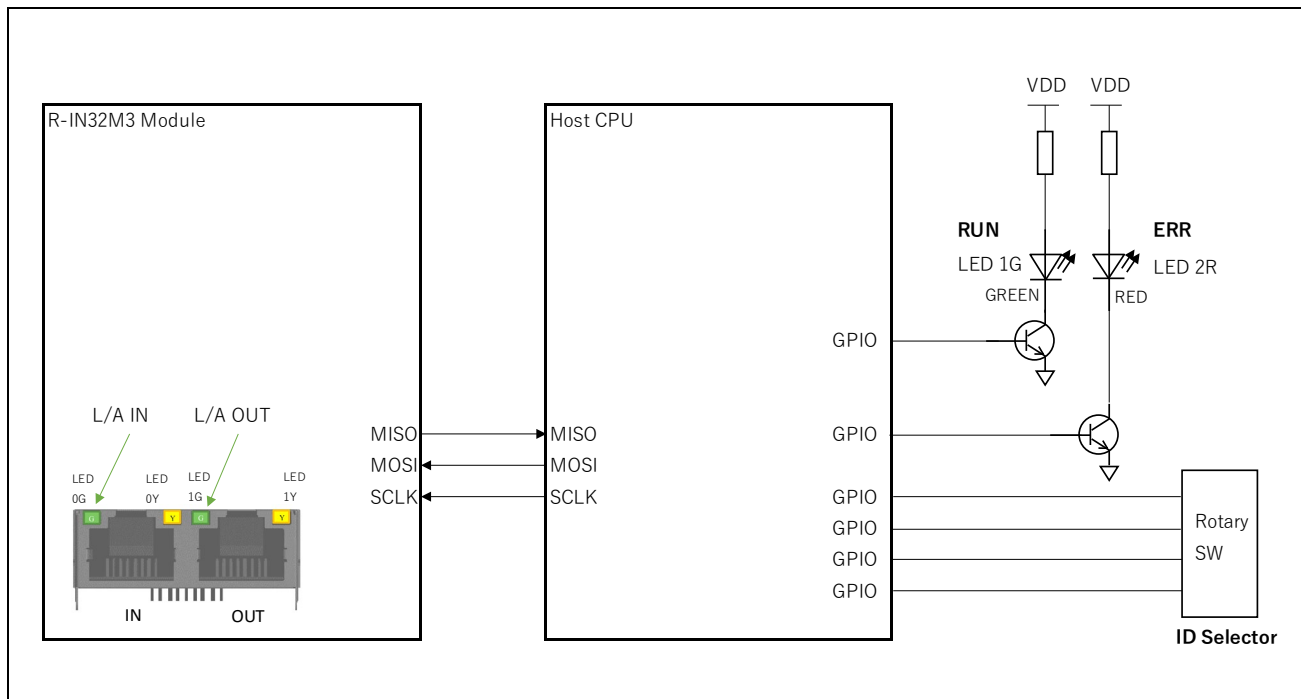 VDD VDD
R-IN32M3 Module
Host CPU
RUN
LED 1G
GREEN
ERR
LED 2R
RED
GPIO
L/A IN
L/A OUT
MISO
MOSI
SCLK
MISO
MOSI
SCLK
GPIO
GPIO
GPIO
GPIO
GPIO
LED
0G
LED
0Y
LED
1G
LED
1Y
G
Y
G
Y
IN
OUT
Rotary
SW
ID Selector